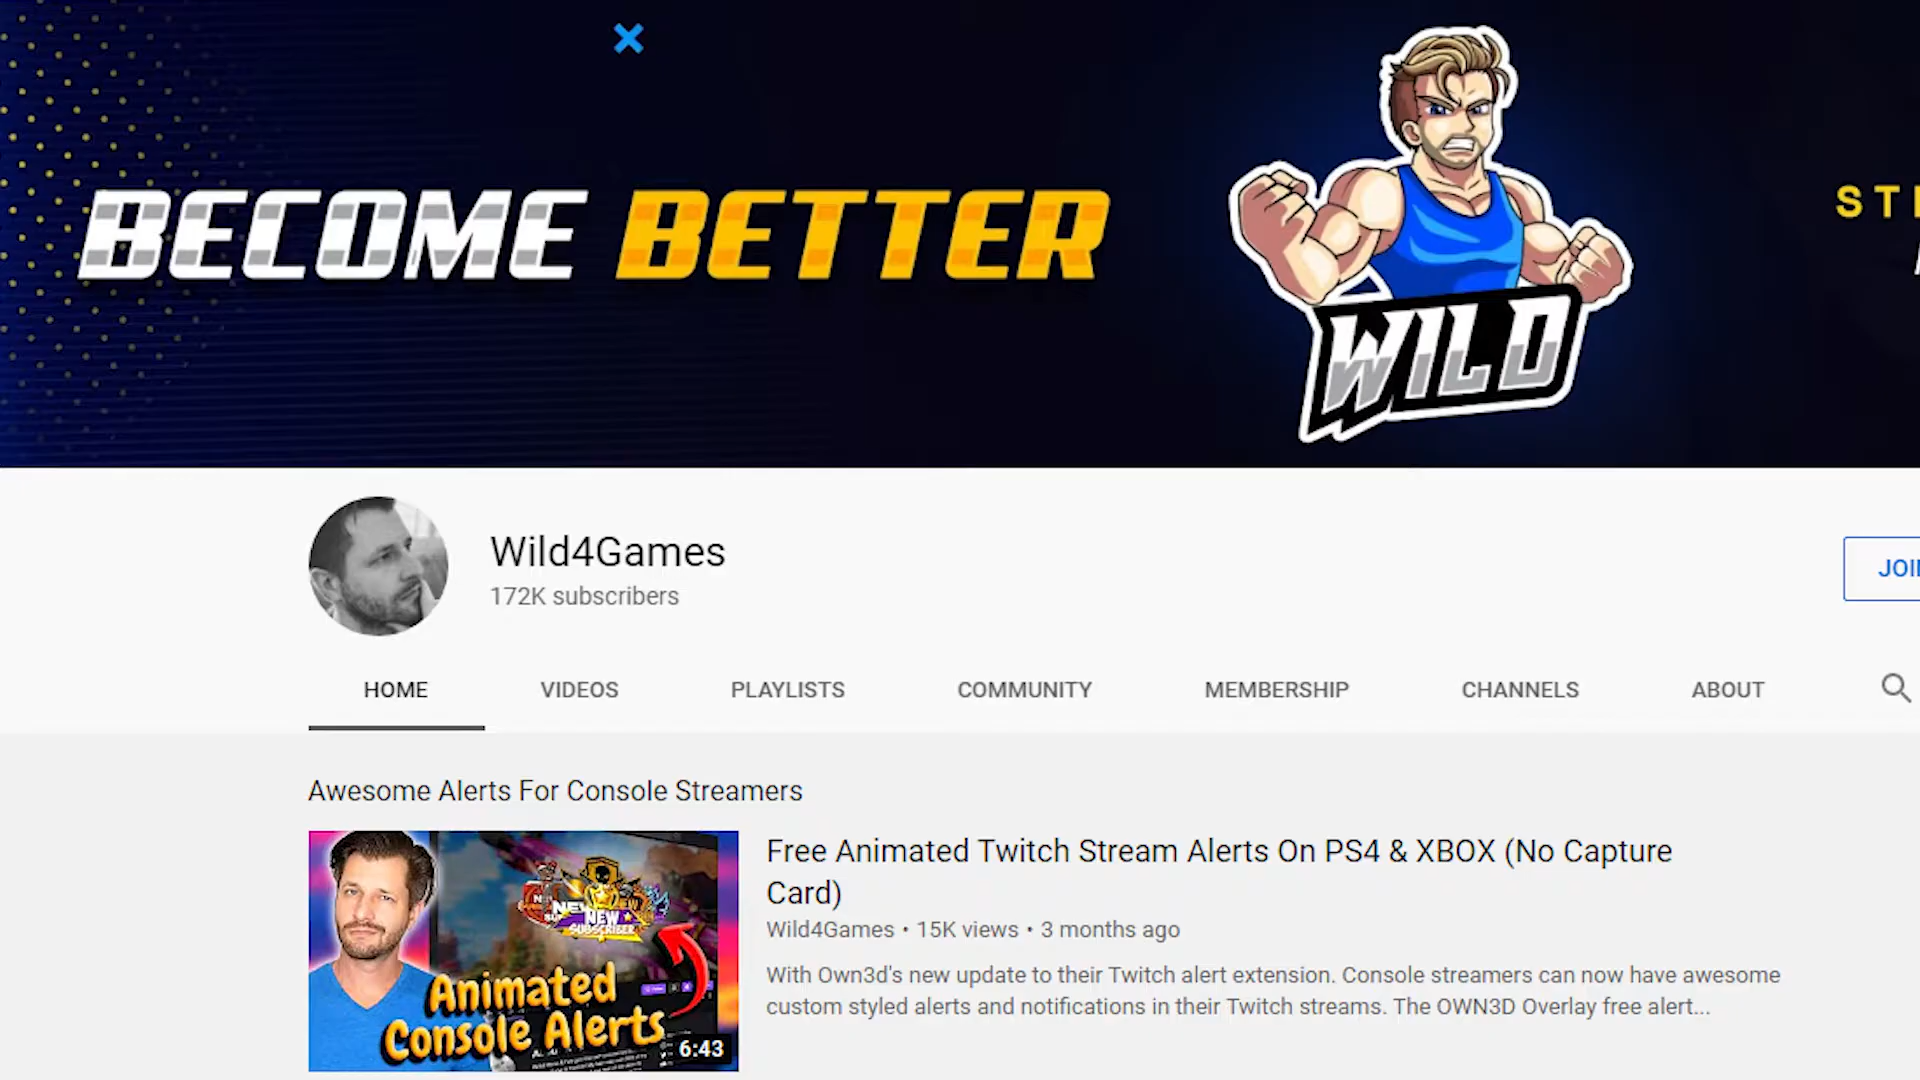 BECOME BETTER
WILD
Wild4Games
172K subscribers
HOME VIDEOS PLAYLISTS COMMUNITY MEMBERSHIP CHANNELS ABOUT
Awesome Alerts For Console Streamers
Free Animated Twitch Stream Alerts On PS4 & XBOX (No Capture
Card)
Wild4Games • 15K views • 3 months ago
With Own3d's new update to their Twitch alert extension. Console streamers can now have awesome
custom styled alerts and notifications in their Twitch streams. The OWN3D Overlay free alert...
NEW
SUBSCRIBER
Animated
Console Alerts
6:43